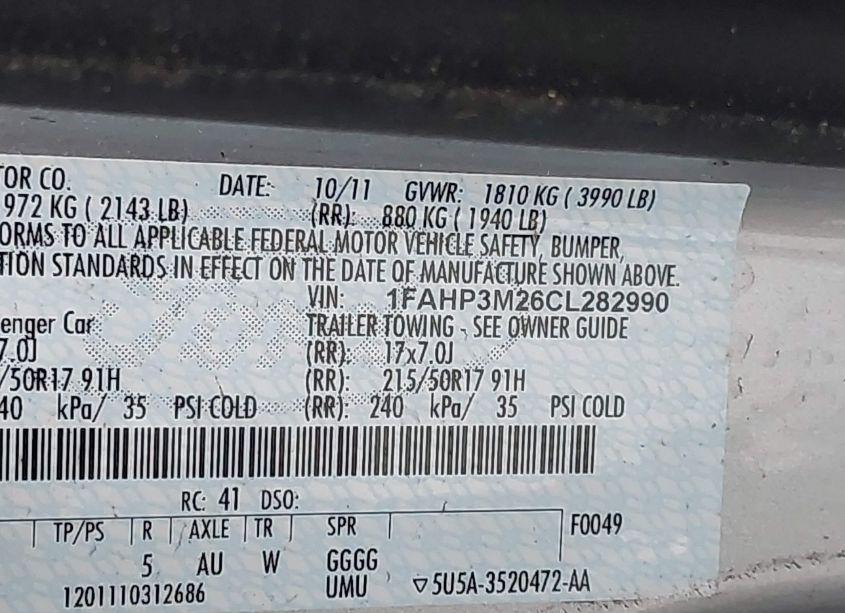 TOR CO. DATE: 10/11 GVWR: 1810 KG ( 3990 LB)
972 KG ( 2143 LB) (RR): 880 KG ( 1940 LB)
ORMS TO ALL APPLICABLE FEDERAL MOTOR VEHICLE SAFETY, BUMPER,
TION STANDARDS IN EFFECT ON THE DATE OF MANUFACTURE SHOWN ABOVE.
VIN: 1FAHP3M26CL282990
enger Car TRAILER TOWING - SEE OWNER GUIDE
7.0J (RR): 17x7.0J
/50R17 91H (RR): 215/50R17 91H
40 kPa/ 35 PSI COLD (RR): 240 kPa/ 35 PSI COLD
RC: 41 DSO:
TP/PS R AXLE TR SPR F0049
5 AU W GGGG
1201110312686 UMU ▽5U5A-3520472-AA